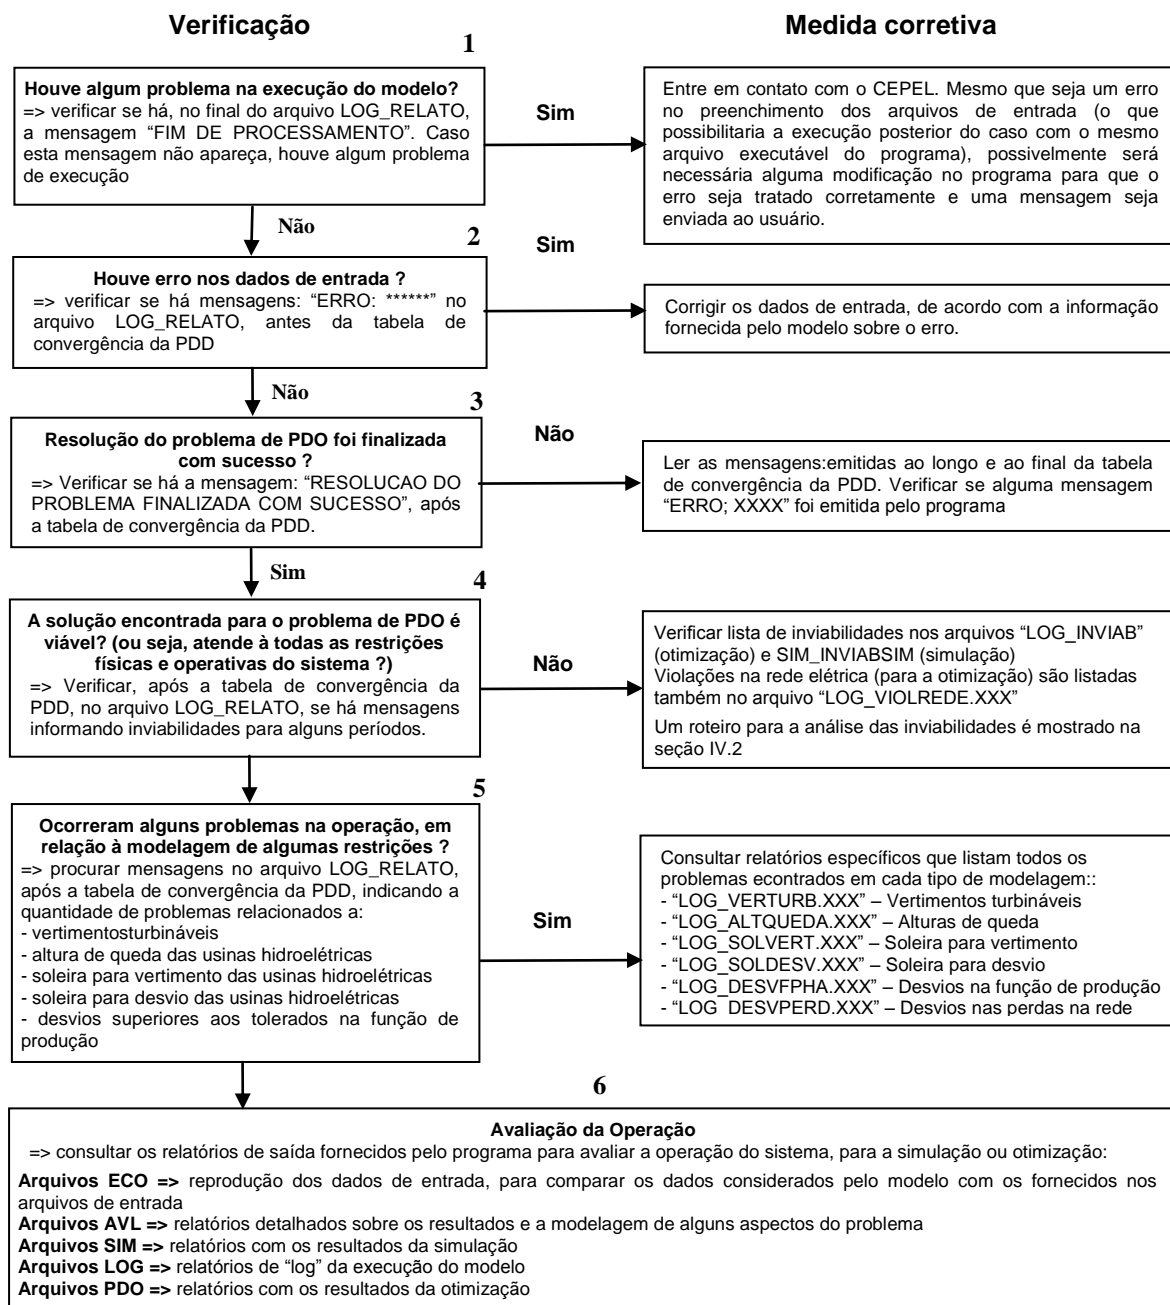 Verificação
Medida corretiva
1
Houve algum problema na execução do modelo?
=> verificar se há, no final do arquivo LOG_RELATO,
a mensagem “FIM DE PROCESSAMENTO”. Caso
esta mensagem não apareça, houve algum problema
de execução
Sim
Entre em contato com o CEPEL. Mesmo que seja um erro
no preenchimento dos arquivos de entrada (o que
possibilitaria a execução posterior do caso com o mesmo
arquivo executável do programa), possivelmente será
necessária alguma modificação no programa para que o
erro seja tratado corretamente e uma mensagem seja
enviada ao usuário.
Não
2
Houve erro nos dados de entrada ?
=> verificar se há mensagens: “ERRO: ******” no
arquivo LOG_RELATO, antes da tabela de
convergência da PDD
Sim
Corrigir os dados de entrada, de acordo com a informação
fornecida pelo modelo sobre o erro.
Não
3
Resolução do problema de PDO foi finalizada
com sucesso ?
=> Verificar se há a mensagem: “RESOLUCAO DO
PROBLEMA FINALIZADA COM SUCESSO”, após
a tabela de convergência da PDD.
Não
Ler as mensagens:emitidas ao longo e ao final da tabela
de convergência da PDD. Verificar se alguma mensagem
“ERRO; XXXX” foi emitida pelo programa
Sim
4
A solução encontrada para o problema de PDO é
viável? (ou seja, atende à todas as restrições
físicas e operativas do sistema ?)
=> Verificar, após a tabela de convergência da
PDD, no arquivo LOG_RELATO, se há mensagens
informando inviabilidades para alguns períodos.
Não
Verificar lista de inviabilidades nos arquivos “LOG_INVIAB”
(otimização) e SIM_INVIABSIM (simulação)
Violações na rede elétrica (para a otimização) são listadas
também no arquivo “LOG_VIOLREDE.XXX”
Um roteiro para a análise das inviabilidades é mostrado na
seção IV.2
5
Ocorreram alguns problemas na operação, em
relação à modelagem de algumas restrições ?
=> procurar mensagens no arquivo LOG_RELATO,
após a tabela de convergência da PDD, indicando a
quantidade de problemas relacionados a:
- vertimentosturbináveis
- altura de queda das usinas hidroelétricas
- soleira para vertimento das usinas hidroelétricas
- soleira para desvio das usinas hidroelétricas
- desvios superiores aos tolerados na função de
produção
Sim
Consultar relatórios específicos que listam todos os
problemas econtrados em cada tipo de modelagem::
- “LOG_VERTURB.XXX” – Vertimentos turbináveis
- “LOG_ALTQUEDA.XXX” – Alturas de queda
- “LOG_SOLVERT.XXX” – Soleira para vertimento
- “LOG_SOLDESV.XXX” – Soleira para desvio
- “LOG_DESVFPHA.XXX” – Desvios na função de produção
- “LOG_DESVPERD.XXX” – Desvios nas perdas na rede
6
Avaliação da Operação
=> consultar os relatórios de saída fornecidos pelo programa para avaliar a operação do sistema, para a simulação ou otimização:
Arquivos ECO => reprodução dos dados de entrada, para comparar os dados considerados pelo modelo com os fornecidos nos
arquivos de entrada
Arquivos AVL => relatórios detalhados sobre os resultados e a modelagem de alguns aspectos do problema
Arquivos SIM => relatórios com os resultados da simulação
Arquivos LOG => relatórios de “log” da execução do modelo
Arquivos PDO => relatórios com os resultados da otimização